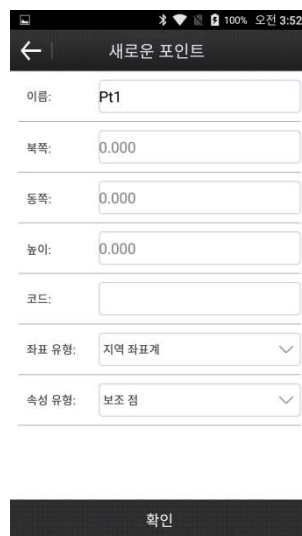 100% 오전 3:52
새로운 포인트
이름: Pt1
북쪽: 0.000
동쪽: 0.000
높이: 0.000
코드:
좌표 유형: 지역 좌표계
속성 유형: 보조 점
확인